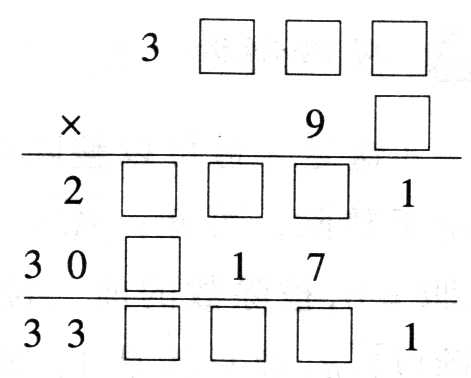 3 □ □ □
× 9 □
2 □ □ □ 1
3 0 □ 1 7
3 3 □ □ □ 1